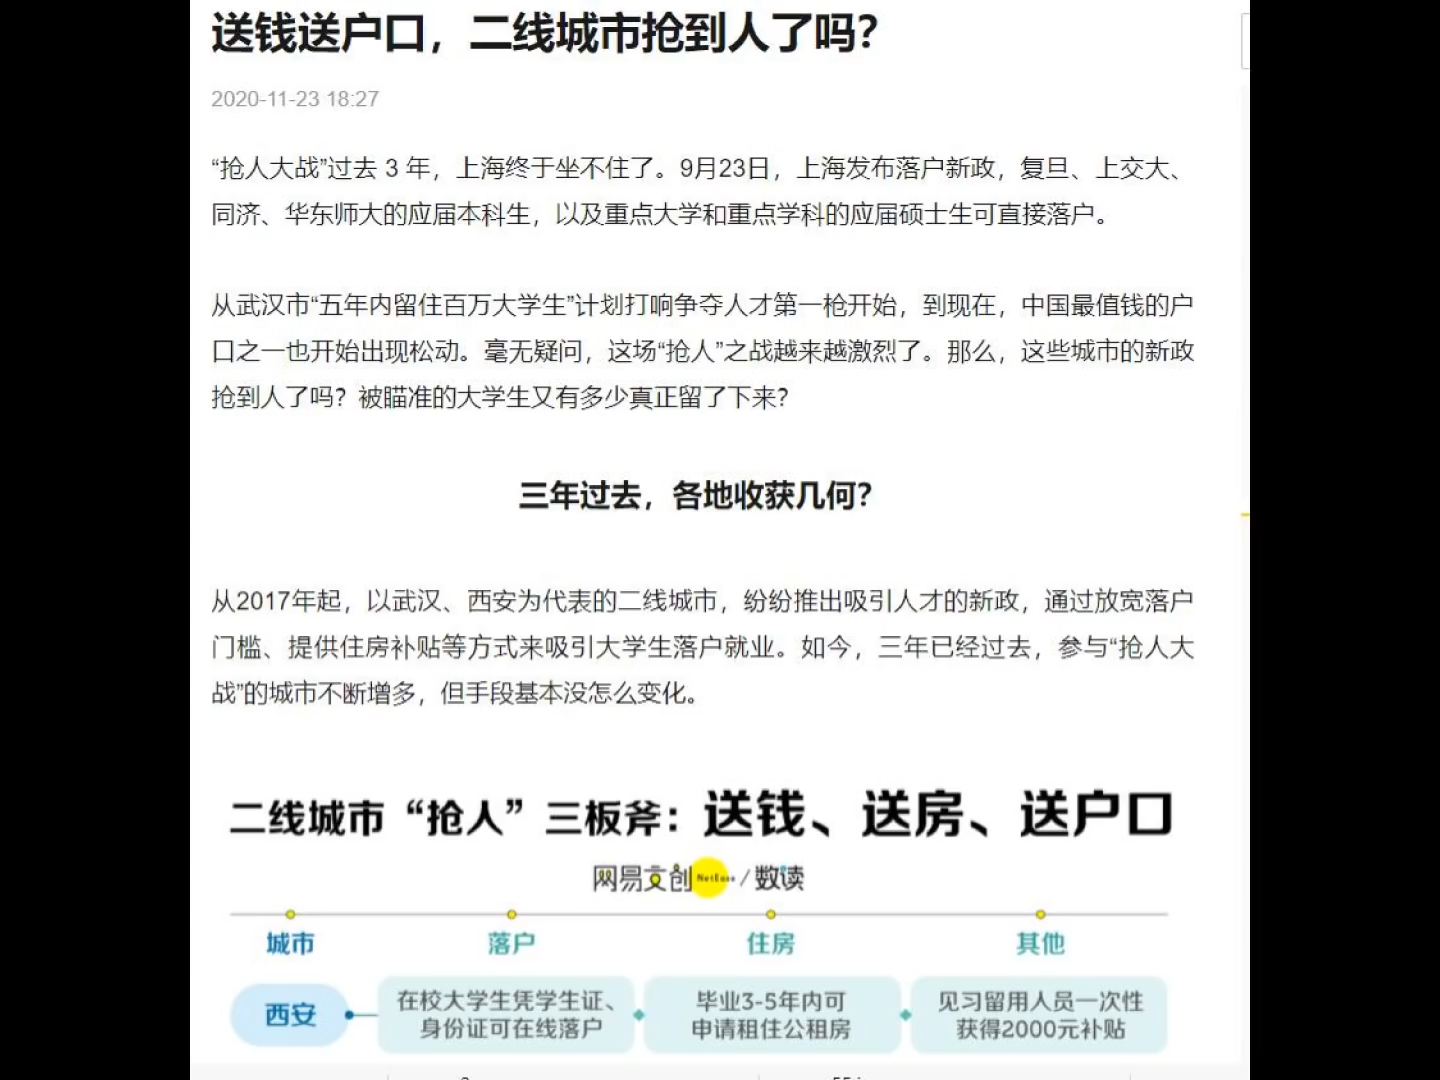 送钱送户口，二线城市抢到人了吗？
2020-11-23 18:27
“抢人大战”过去 3 年，上海终于坐不住了。9月23日，上海发布落户新政，复旦、上交大、
同济、华东师大的应届本科生，以及重点大学和重点学科的应届硕士生可直接落户。
从武汉市“五年内留住百万大学生”计划打响争夺人才第一枪开始，到现在，中国最值钱的户
口之一也开始出现松动。毫无疑问，这场“抢人”之战越来越激烈了。那么，这些城市的新政
抢到人了吗？被瞄准的大学生又有多少真正留了下来？
三年过去，各地收获几何？
从2017年起，以武汉、西安为代表的二线城市，纷纷推出吸引人才的新政，通过放宽落户
门槛、提供住房补贴等方式来吸引大学生落户就业。如今，三年已经过去，参与“抢人大
战”的城市不断增多，但手段基本没怎么变化。
二线城市“抢人”三板斧：送钱、送房、送户口
网易文创 NetEase / 数读
城市 落户 住房 其他
西安
在校大学生凭学生证、
身份证可在线落户
毕业3-5年内可
申请租住公租房
见习留用人员一次性
获得2000元补贴